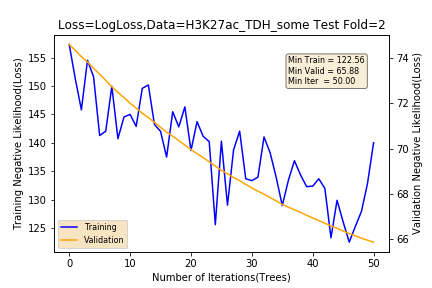 Loss=LogLoss,Data=H3K27ac_TDH_some Test Fold=2
Training Negative Likelihood(Loss)
155
150
145
140
135
130
125
Min Train = 122.56
Min Valid = 65.88
Min Iter  = 50.00
Training
Validation
74
72
70
68
66
Validation Negative Likelihood(Loss)
0
10
20
30
40
50
Number of Iterations(Trees)